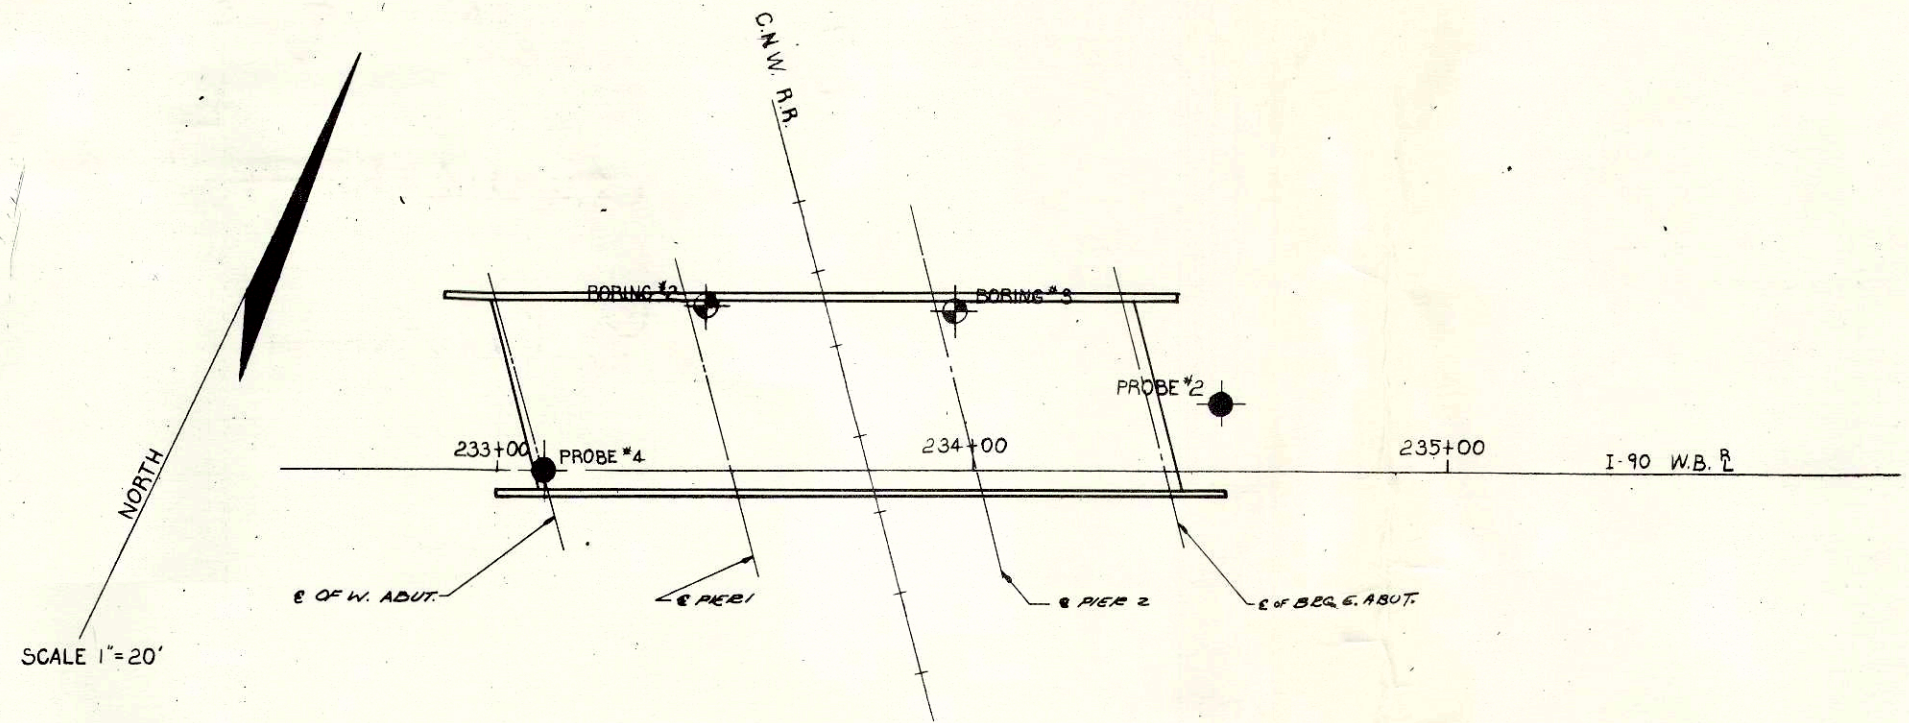 C.N.W. R.R.
BORING #2
BORING #3
PROBE #2
233+00
PROBE #4
234+00
235+00
I-90 W.B. RL
NORTH
℄ OF W. ABUT.
℄ PIER 1
℄ PIER 2
℄ OF BRG. E. ABUT.
SCALE 1"=20'